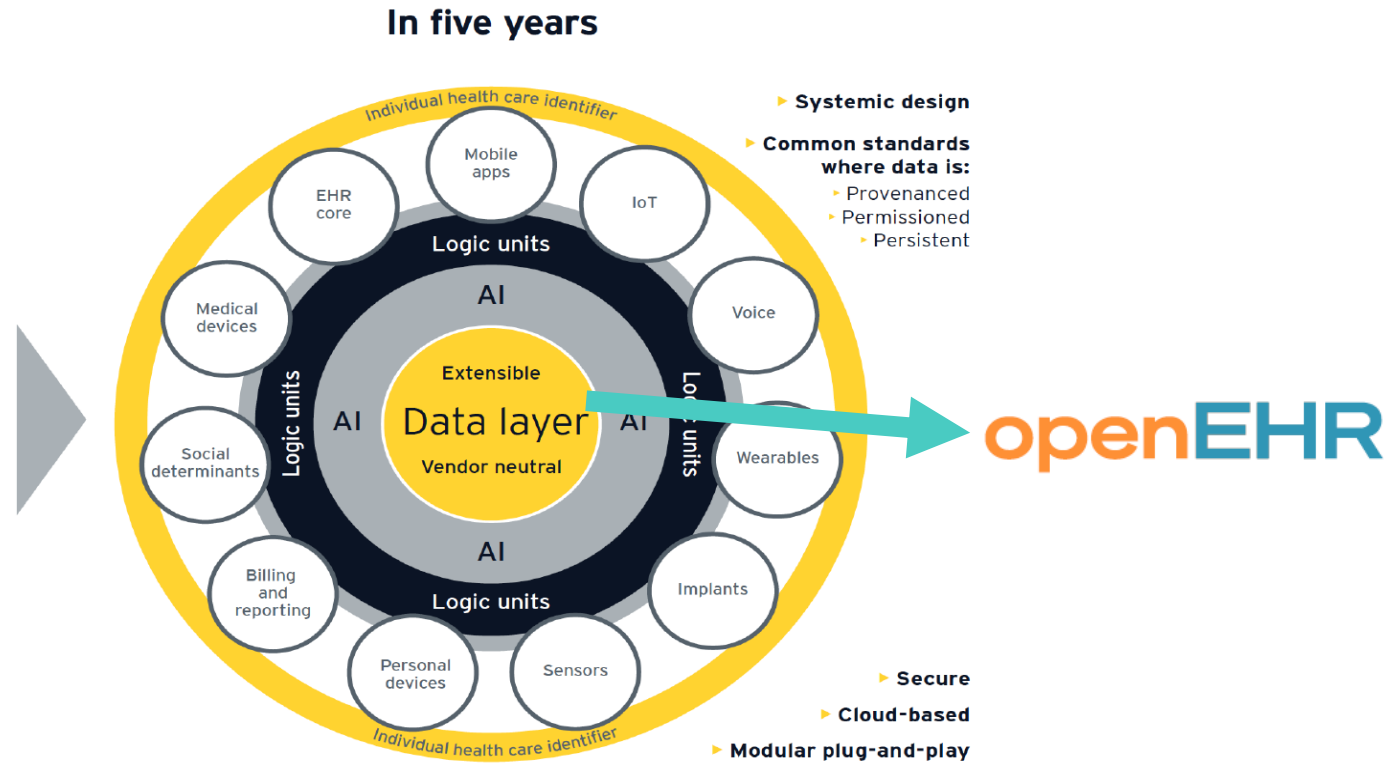 In five years
Individual health care identifier
Systemic design
Common standards
where data is:
Provenanced
Permissioned
Persistent
Mobile
apps
EHR
core
IoT
Medical
devices
Voice
Social
determinants
Wearables
Billing
and
reporting
Implants
Personal
devices
Sensors
Logic units
Logic units
Logic units
Logic units
AI
AI
AI
AI
Extensible
Data layer
Vendor neutral
openEHR
Individual health care identifier
Secure
Cloud-based
Modular plug-and-play